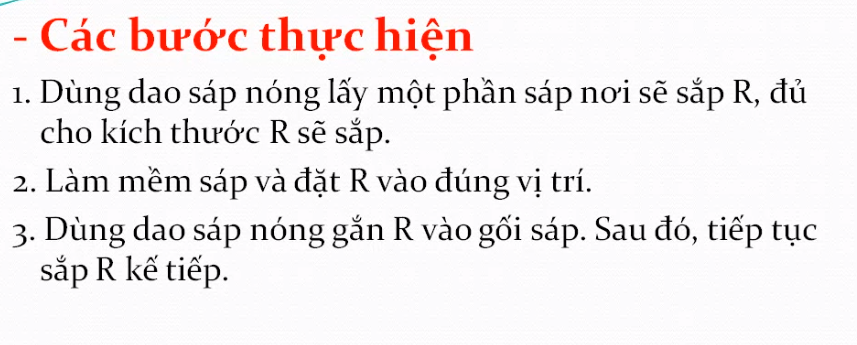 - Các bước thực hiện
1. Dùng dao sáp nóng lấy một phần sáp nơi sẽ sắp R, đủ
cho kích thước R sẽ sắp.
2. Làm mềm sáp và đặt R vào đúng vị trí.
3. Dùng dao sáp nóng gắn R vào gối sáp. Sau đó, tiếp tục
sắp R kế tiếp.